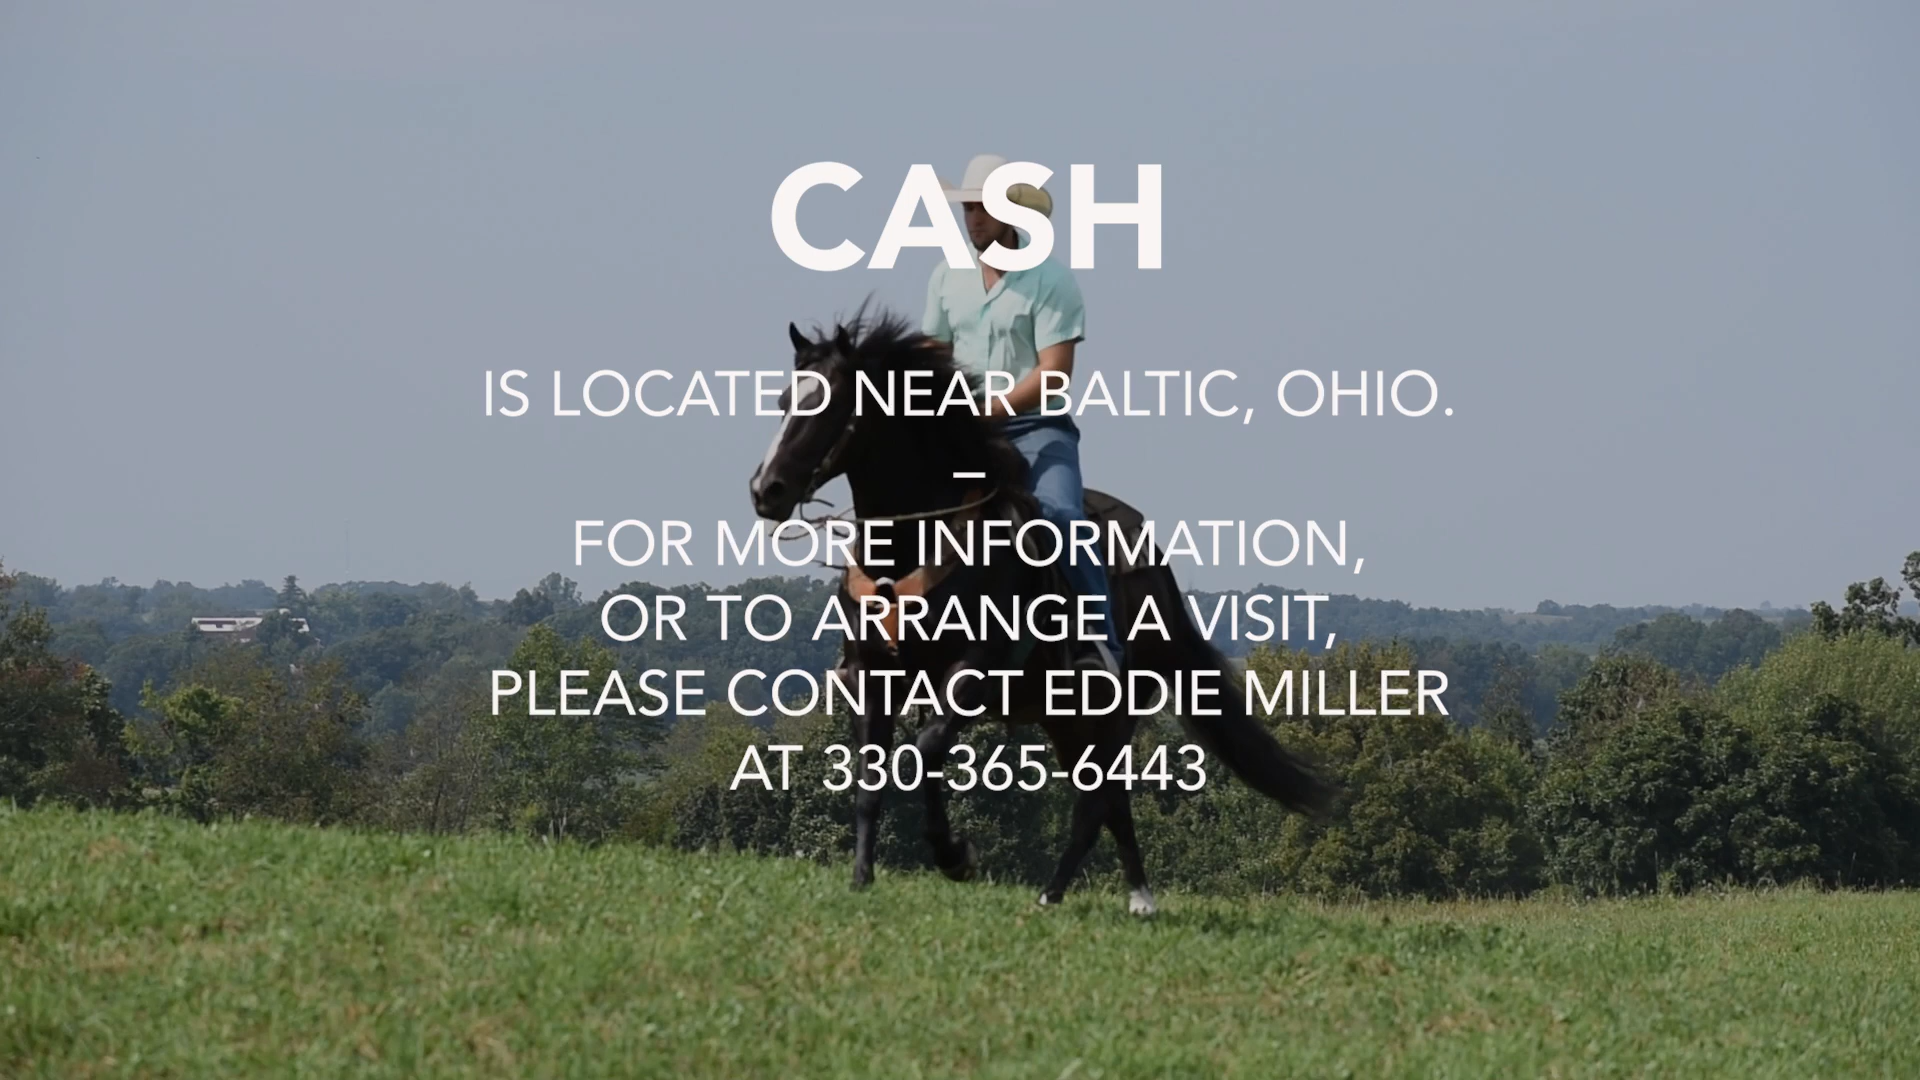 CASH
IS LOCATED NEAR BALTIC, OHIO.
–
FOR MORE INFORMATION,
OR TO ARRANGE A VISIT,
PLEASE CONTACT EDDIE MILLER
AT 330-365-6443